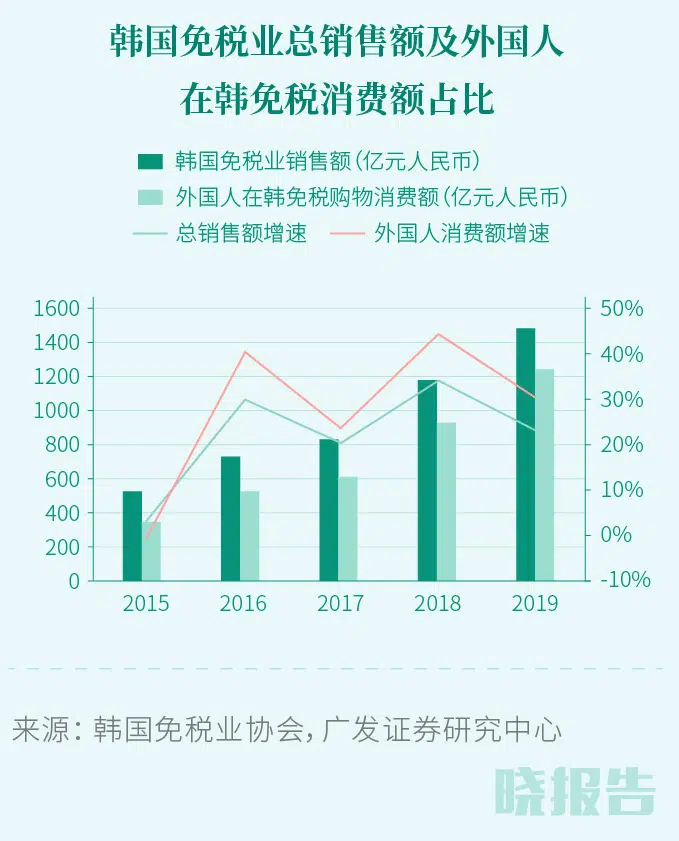 韩国免税业总销售额及外国人
在韩免税消费额占比
韩国免税业销售额(亿元人民币)
外国人在韩免税购物消费额(亿元人民币)
总销售额增速 外国人消费额增速
1600 50%
1400 40%
1200 30%
1000 20%
800 10%
600 0%
400 -10%
200
0
2015 2016 2017 2018 2019
来源：韩国免税业协会，广发证券研究中心
晓报告